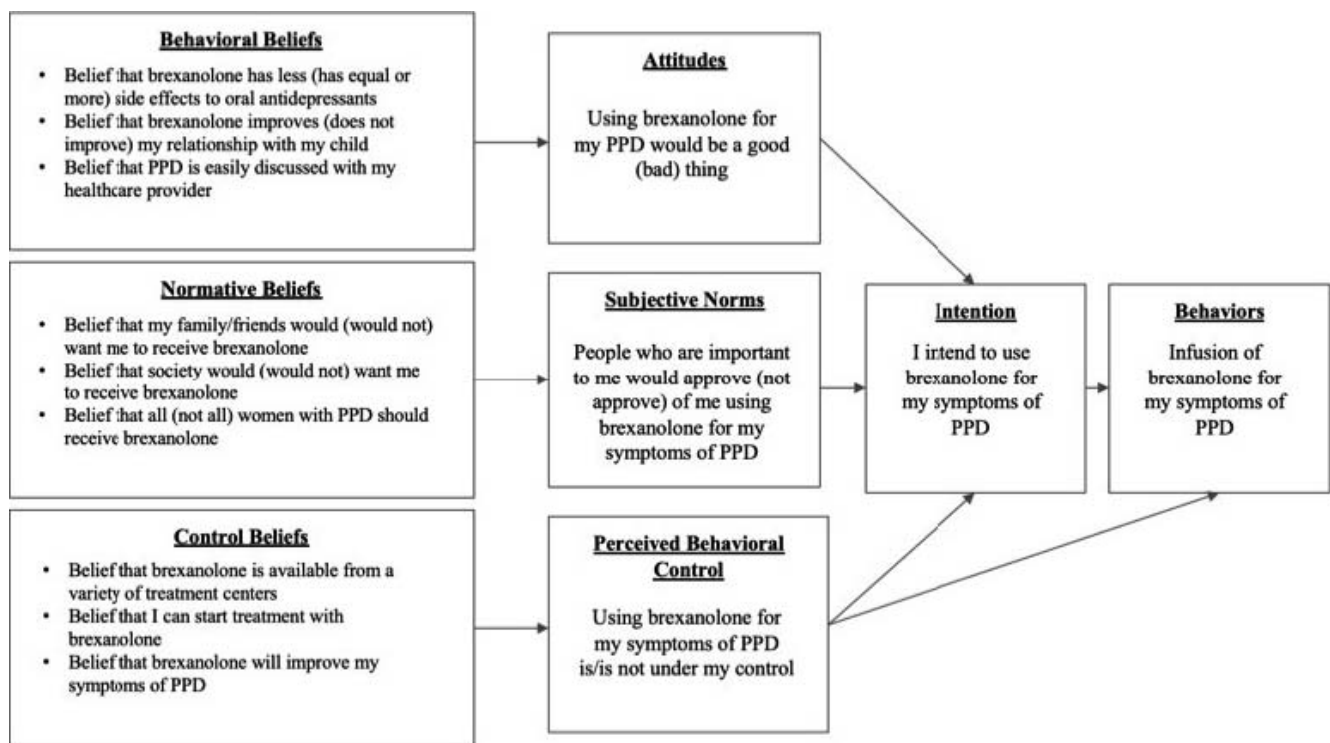 Behavioral Beliefs
• Belief that brexanolone has less (has equal or
more) side effects to oral antidepressants
• Belief that brexanolone improves (does not
improve) my relationship with my child
• Belief that PPD is easily discussed with my
healthcare provider
Attitudes
Using brexanolone for
my PPD would be a good
(bad) thing
Normative Beliefs
• Belief that my family/friends would (would not)
want me to receive brexanolone
• Belief that society would (would not) want me
to receive brexanolone
• Belief that all (not all) women with PPD should
receive brexanolone
Subjective Norms
People who are important
to me would approve (not
approve) of me using
brexanolone for my
symptoms of PPD
Intention
I intend to use
brexanolone for
my symptoms of
PPD
Behaviors
Infusion of
brexanolone for
my symptoms of
PPD
Control Beliefs
• Belief that brexanolone is available from a
variety of treatment centers
• Belief that I can start treatment with
brexanolone
• Belief that brexanolone will improve my
symptoms of PPD
Perceived Behavioral
Control
Using brexanolone for
my symptoms of PPD
is/is not under my control